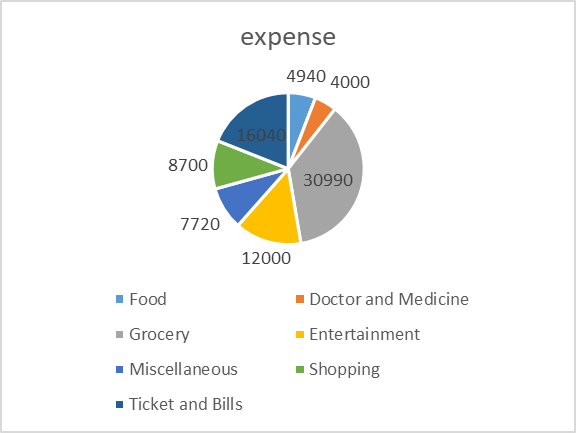 expense
4940
4000
16040
8700
30990
7720
12000
Food
Doctor and Medicine
Grocery
Entertainment
Miscellaneous
Shopping
Ticket and Bills